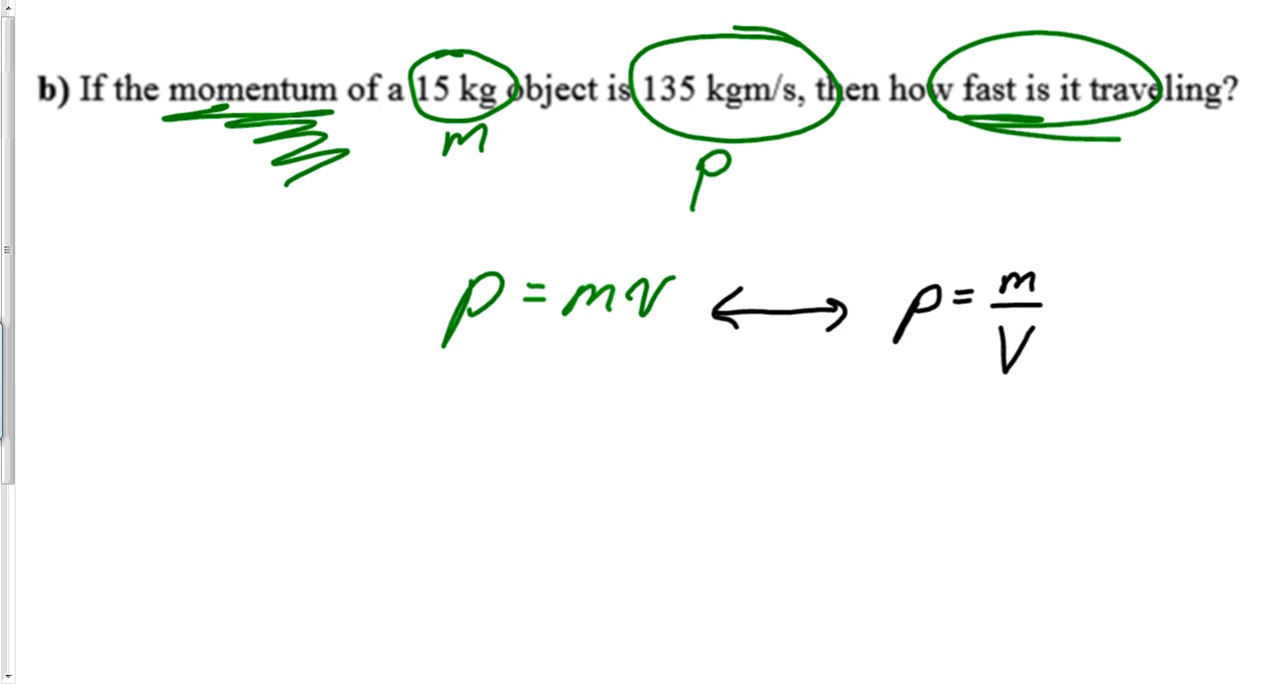 b) If the momentum of a 15 kg object is 135 kgm/s, then how fast is it traveling?
m
p
p = mv ⟷ ρ = m/V